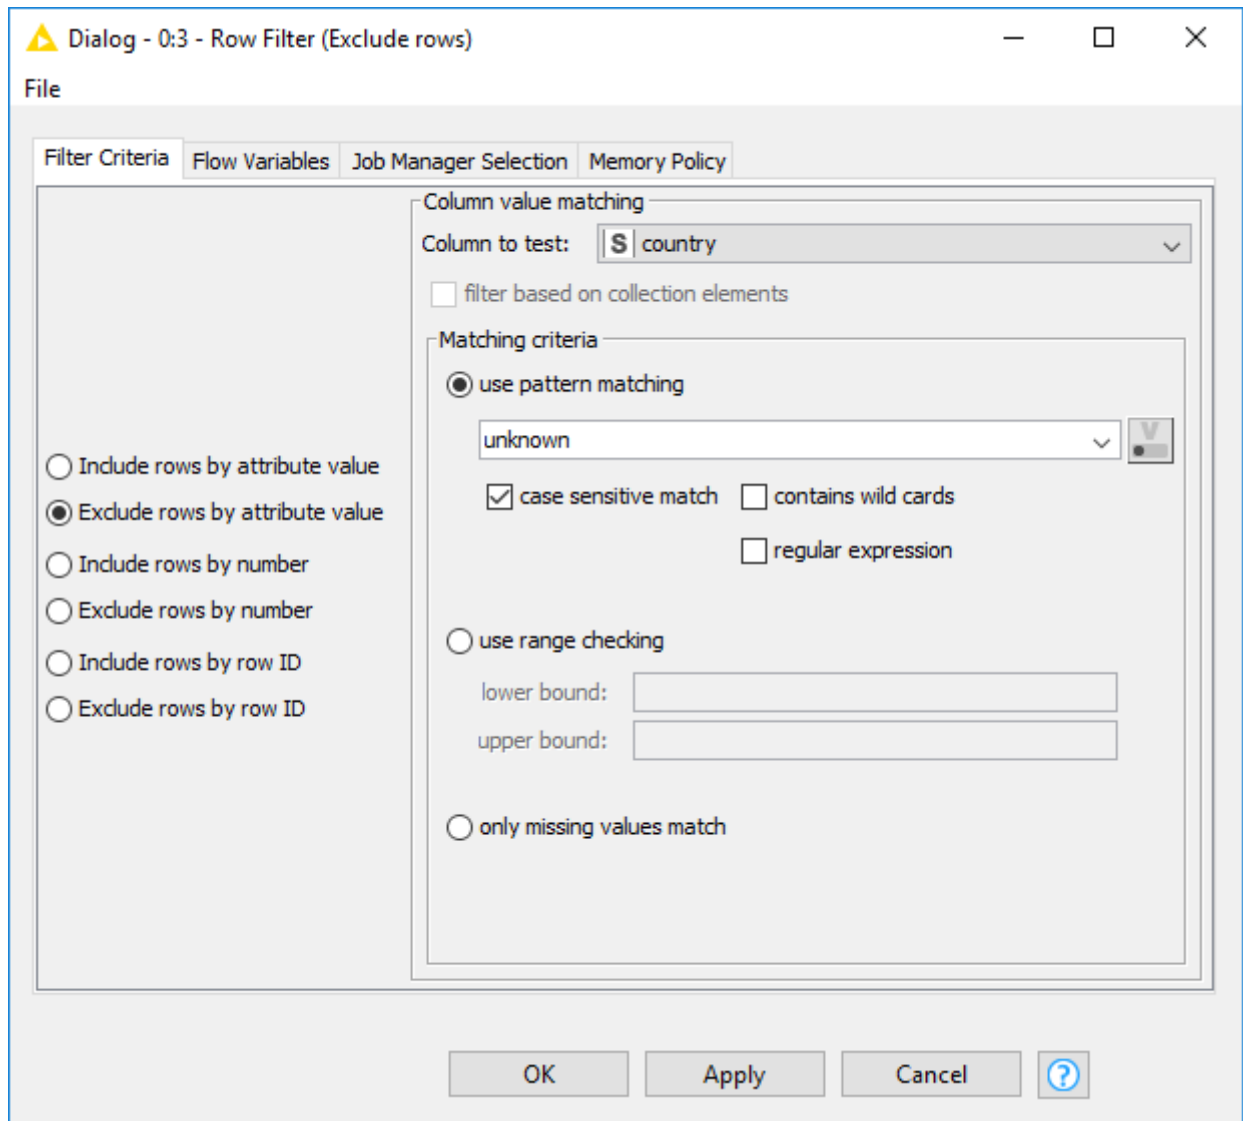 Dialog - 0:3 - Row Filter (Exclude rows)
File
Filter Criteria Flow Variables Job Manager Selection Memory Policy
Include rows by attribute value
Exclude rows by attribute value
Include rows by number
Exclude rows by number
Include rows by row ID
Exclude rows by row ID
Column value matching
Column to test: S country
filter based on collection elements
Matching criteria
use pattern matching
unknown
V
case sensitive match contains wild cards
regular expression
use range checking
lower bound:
upper bound:
only missing values match
OK Apply Cancel ?